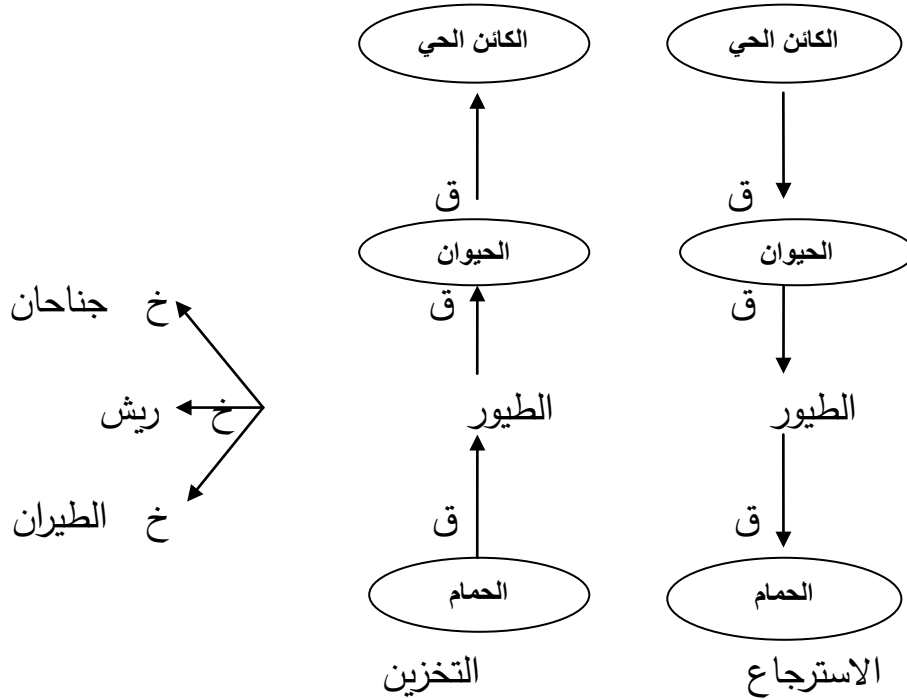 الكائن الحي
الكائن الحي
ق
ق
الحيوان
الحيوان
ق
ق
خ جناحان
الطيور
الطيور
خ ريش
ق
ق
خ الطيران
الحمام
الحمام
الاسترجاع
التخزين